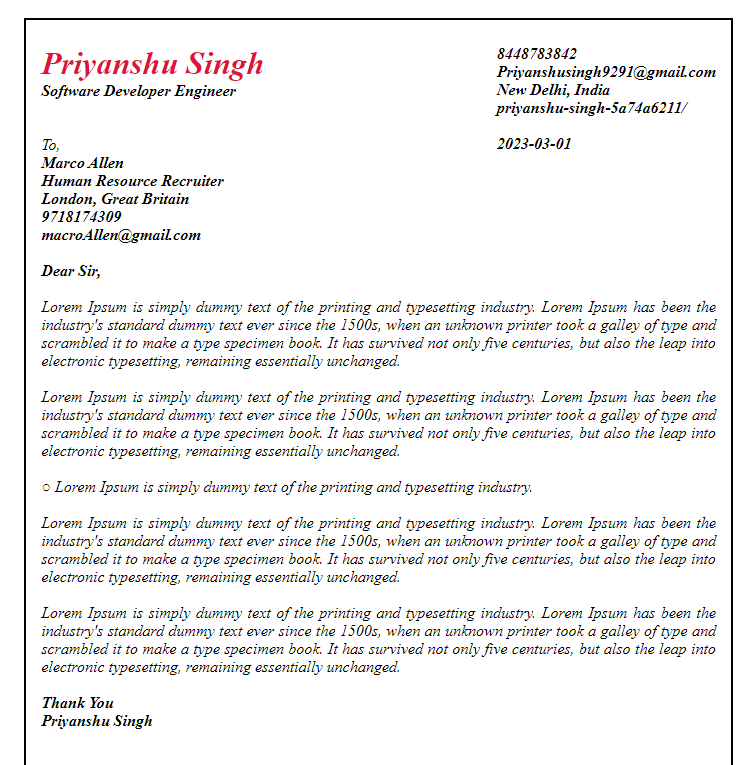 Priyanshu Singh
Software Developer Engineer
8448783842
Priyanshusingh9291@gmail.com
New Delhi, India
priyanshu-singh-5a74a6211/
2023-03-01
To,
Marco Allen
Human Resource Recruiter
London, Great Britain
9718174309
macroAllen@gmail.com
Dear Sir,
Lorem Ipsum is simply dummy text of the printing and typesetting industry. Lorem Ipsum has been the
industry's standard dummy text ever since the 1500s, when an unknown printer took a galley of type and
scrambled it to make a type specimen book. It has survived not only five centuries, but also the leap into
electronic typesetting, remaining essentially unchanged.
Lorem Ipsum is simply dummy text of the printing and typesetting industry. Lorem Ipsum has been the
industry's standard dummy text ever since the 1500s, when an unknown printer took a galley of type and
scrambled it to make a type specimen book. It has survived not only five centuries, but also the leap into
electronic typesetting, remaining essentially unchanged.
○ Lorem Ipsum is simply dummy text of the printing and typesetting industry.
Lorem Ipsum is simply dummy text of the printing and typesetting industry. Lorem Ipsum has been the
industry's standard dummy text ever since the 1500s, when an unknown printer took a galley of type and
scrambled it to make a type specimen book. It has survived not only five centuries, but also the leap into
electronic typesetting, remaining essentially unchanged.
Lorem Ipsum is simply dummy text of the printing and typesetting industry. Lorem Ipsum has been the
industry's standard dummy text ever since the 1500s, when an unknown printer took a galley of type and
scrambled it to make a type specimen book. It has survived not only five centuries, but also the leap into
electronic typesetting, remaining essentially unchanged.
Thank You
Priyanshu Singh